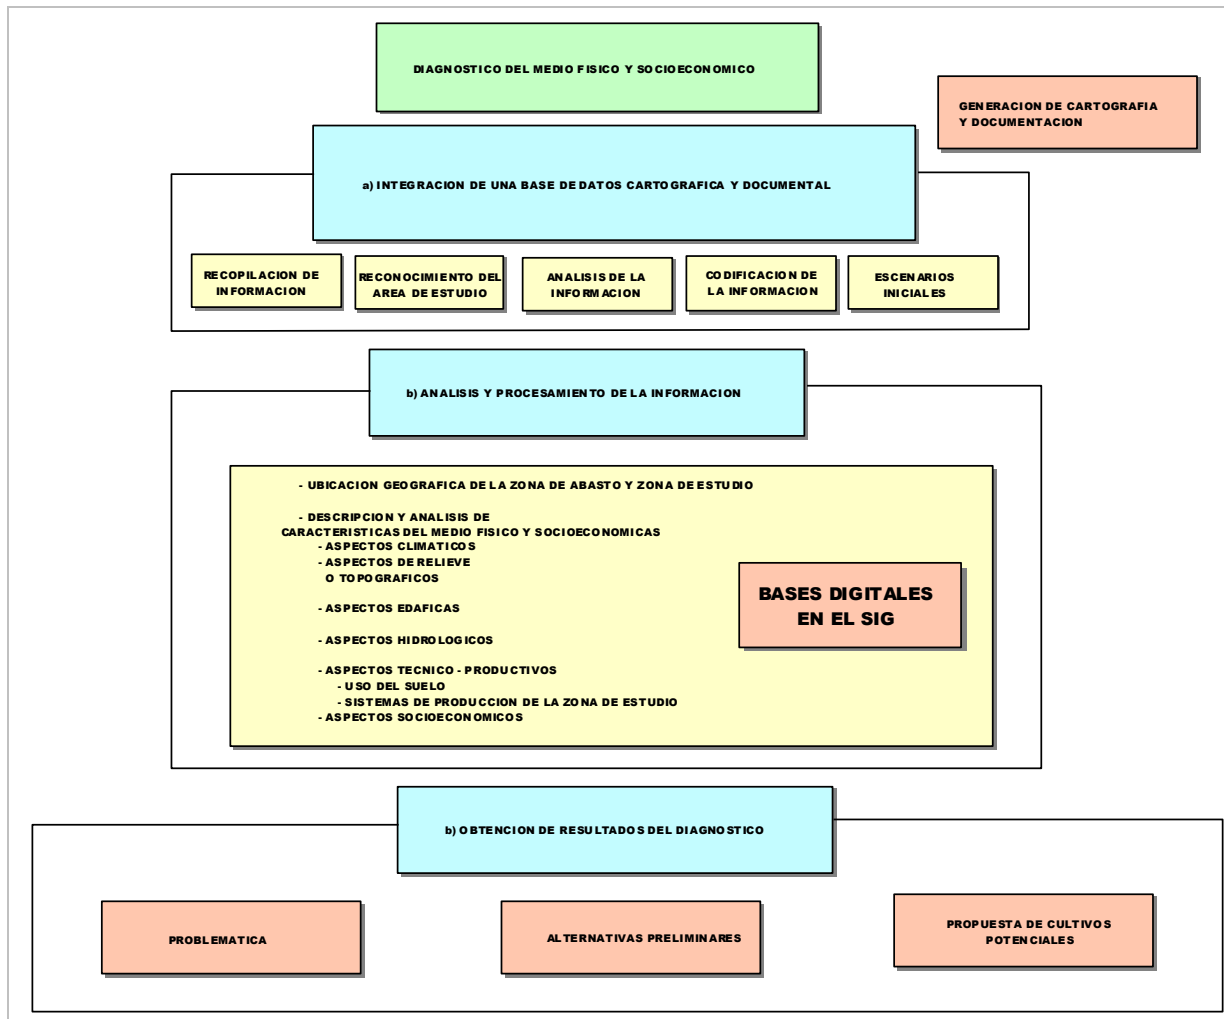 DIAGNOSTICO DEL MEDIO FISICO Y SOCIOECONOMICO
GENERACION DE CARTOGRAFIA
Y DOCUMENTACION
a) INTEGRACION DE UNA BASE DE DATOS CARTOGRAFICA Y DOCUMENTAL
RECOPILACION DE
INFORMACION
RECONOCIMIENTO DEL
AREA DE ESTUDIO
ANALISIS DE LA
INFORMACION
CODIFICACION DE
LA INFORMACION
ESCENARIOS
INICIALES
b) ANALISIS Y PROCESAMIENTO DE LA INFORMACION
- UBICACION GEOGRAFICA DE LA ZONA DE ABASTO Y ZONA DE ESTUDIO
- DESCRIPCION Y ANALISIS DE
CARACTERISTICAS DEL MEDIO FISICO Y SOCIOECONOMICAS
- ASPECTOS CLIMATICOS
- ASPECTOS DE RELIEVE
O TOPOGRAFICOS
- ASPECTOS EDAFICAS
- ASPECTOS HIDROLOGICOS
- ASPECTOS TECNICO - PRODUCTIVOS
- USO DEL SUELO
- SISTEMAS DE PRODUCCION DE LA ZONA DE ESTUDIO
- ASPECTOS SOCIOECONOMICOS
BASES DIGITALES
EN EL SIG
b) OBTENCION DE RESULTADOS DEL DIAGNOSTICO
PROBLEMATICA
ALTERNATIVAS PRELIMINARES
PROPUESTA DE CULTIVOS
POTENCIALES